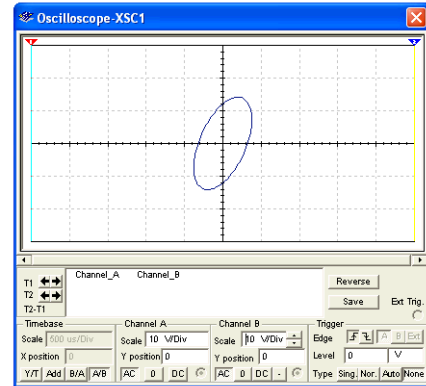 Oscilloscope-XSC1
1 2
T1
T2
T2-T1
Channel_A Channel_B
Reverse
Save
Ext Trig.
Timebase
Scale 500 us/Div
X position 0
Y/T Add B/A A/B
Channel A
Scale 10 V/Div
Y position 0
AC 0 DC
Channel B
Scale 10 V/Div
Y position 0
AC 0 DC -
Trigger
Edge A B Ext
Level 0 V
Type Sing. Nor. Auto None